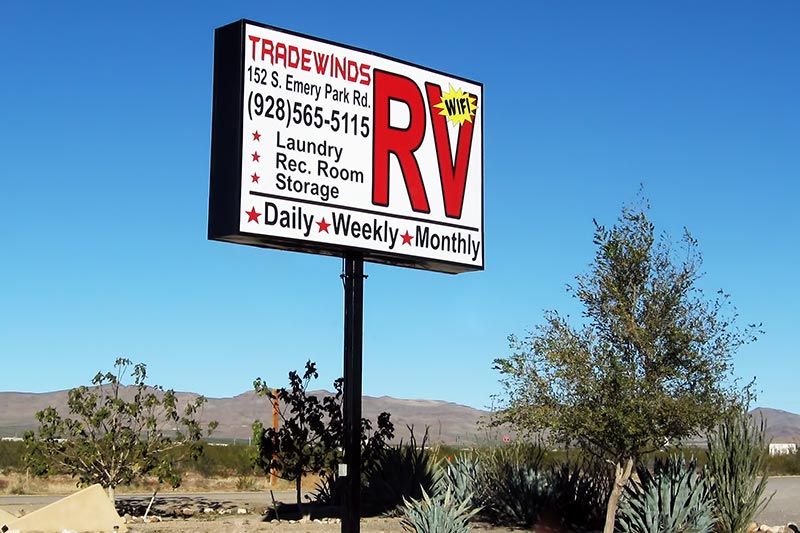 TRADEWINDS
152 S. Emery Park Rd.
(928)565-5115
RV
WIFI
Laundry
Rec. Room
Storage
Daily Weekly Monthly